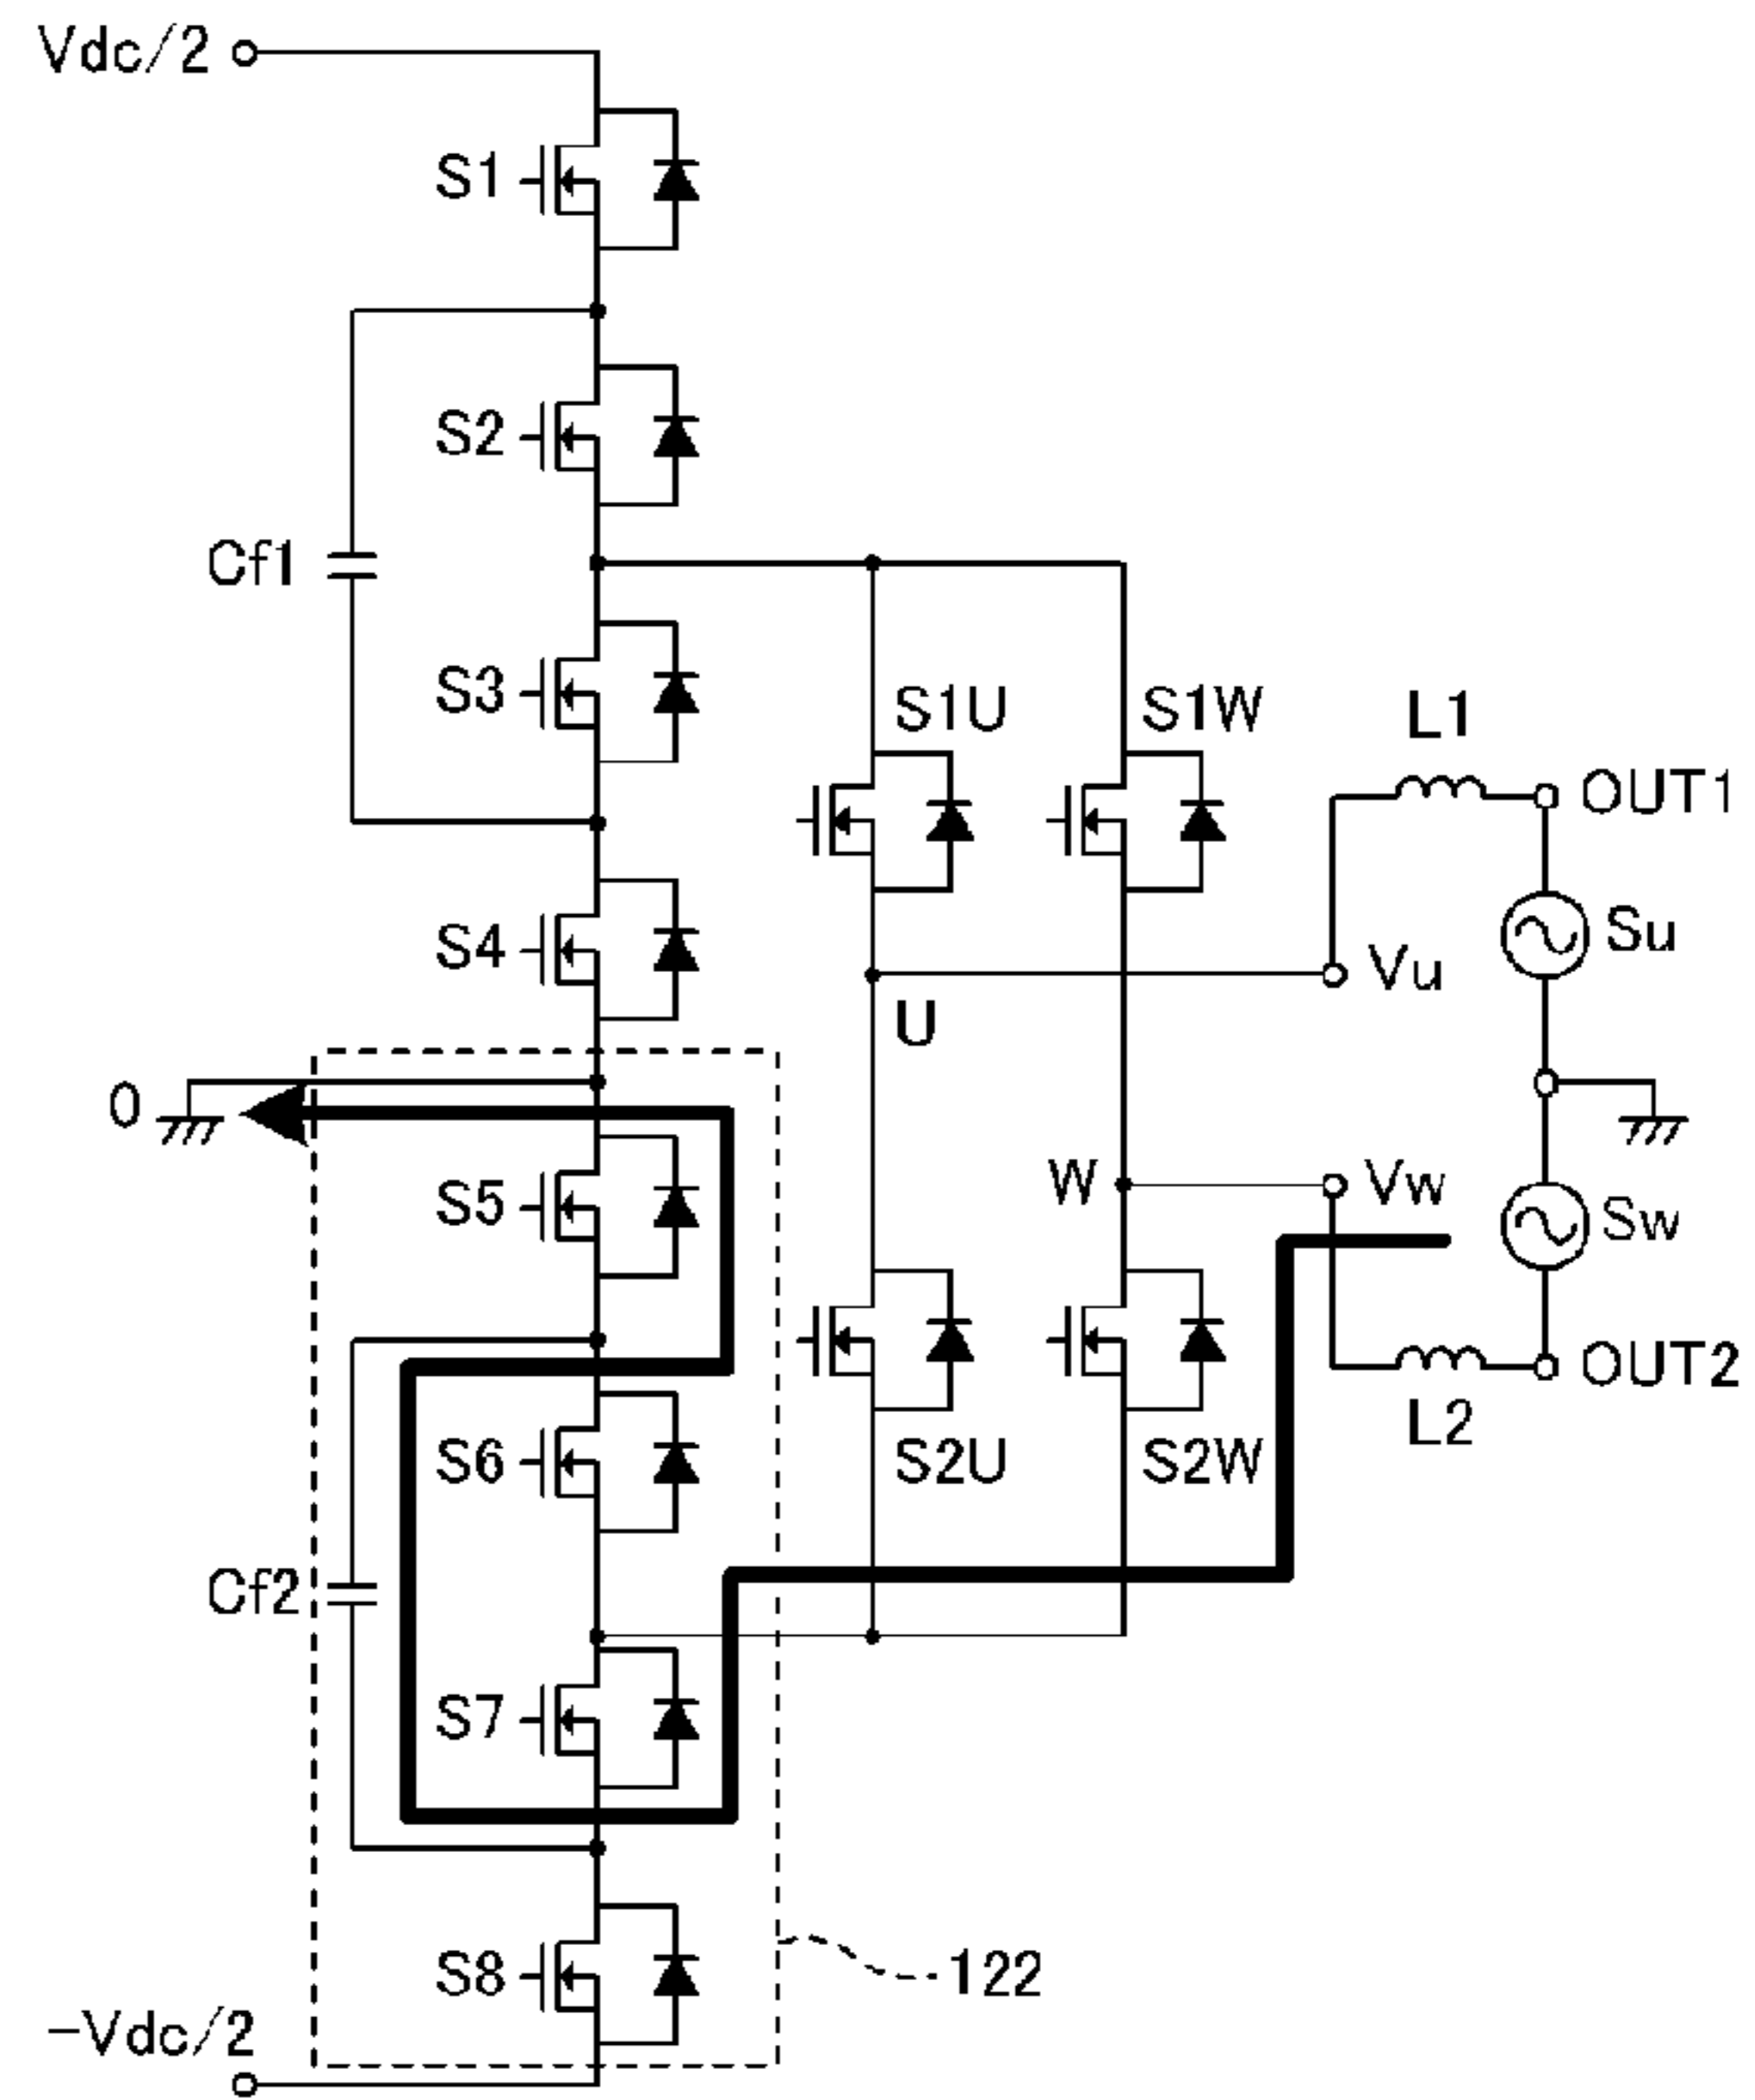 Vdc/2
S1
S2
Cf1
S3
S1U
S1W
L1
OUT1
S4
Su
Vu
U
0
W
Vw
S5
Sw
OUT2
L2
S6
S2U
S2W
Cf2
S7
S8
122
-Vdc/2